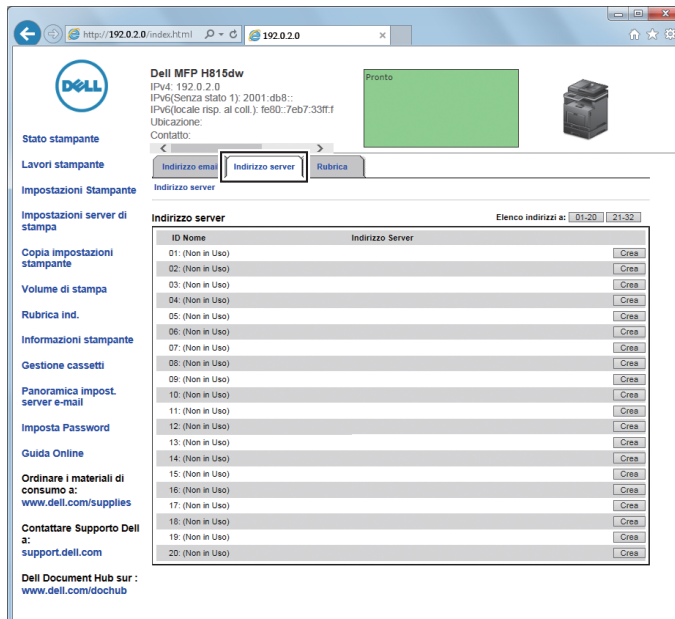 http://192.0.2.0/index.html
192.0.2.0
DELL
Dell MFP H815dw
IPv4: 192.0.2.0
IPv6(Senza stato 1): 2001:db8::
IPv6(locale risp. al coll.): fe80::7eb7:33ff:f
Ubicazione:
Contatto:
Pronto
Stato stampante
Lavori stampante
Impostazioni Stampante
Impostazioni server di
stampa
Copia impostazioni
stampante
Volume di stampa
Rubrica ind.
Informazioni stampante
Gestione cassetti
Panoramica impost.
server e-mail
Imposta Password
Guida Online
Ordinare i materiali di
consumo a:
www.dell.com/supplies
Contattare Supporto Dell
a:
support.dell.com
Dell Document Hub sur :
www.dell.com/dochub
Indirizzo emai Indirizzo server Rubrica
Indirizzo server
Indirizzo server Elenco indirizzi a: 01-20 21-32
ID Nome Indirizzo Server
01: (Non in Uso) Crea
02: (Non in Uso) Crea
03: (Non in Uso) Crea
04: (Non in Uso) Crea
05: (Non in Uso) Crea
06: (Non in Uso) Crea
07: (Non in Uso) Crea
08: (Non in Uso) Crea
09: (Non in Uso) Crea
10: (Non in Uso) Crea
11: (Non in Uso) Crea
12: (Non in Uso) Crea
13: (Non in Uso) Crea
14: (Non in Uso) Crea
15: (Non in Uso) Crea
16: (Non in Uso) Crea
17: (Non in Uso) Crea
18: (Non in Uso) Crea
19: (Non in Uso) Crea
20: (Non in Uso) Crea